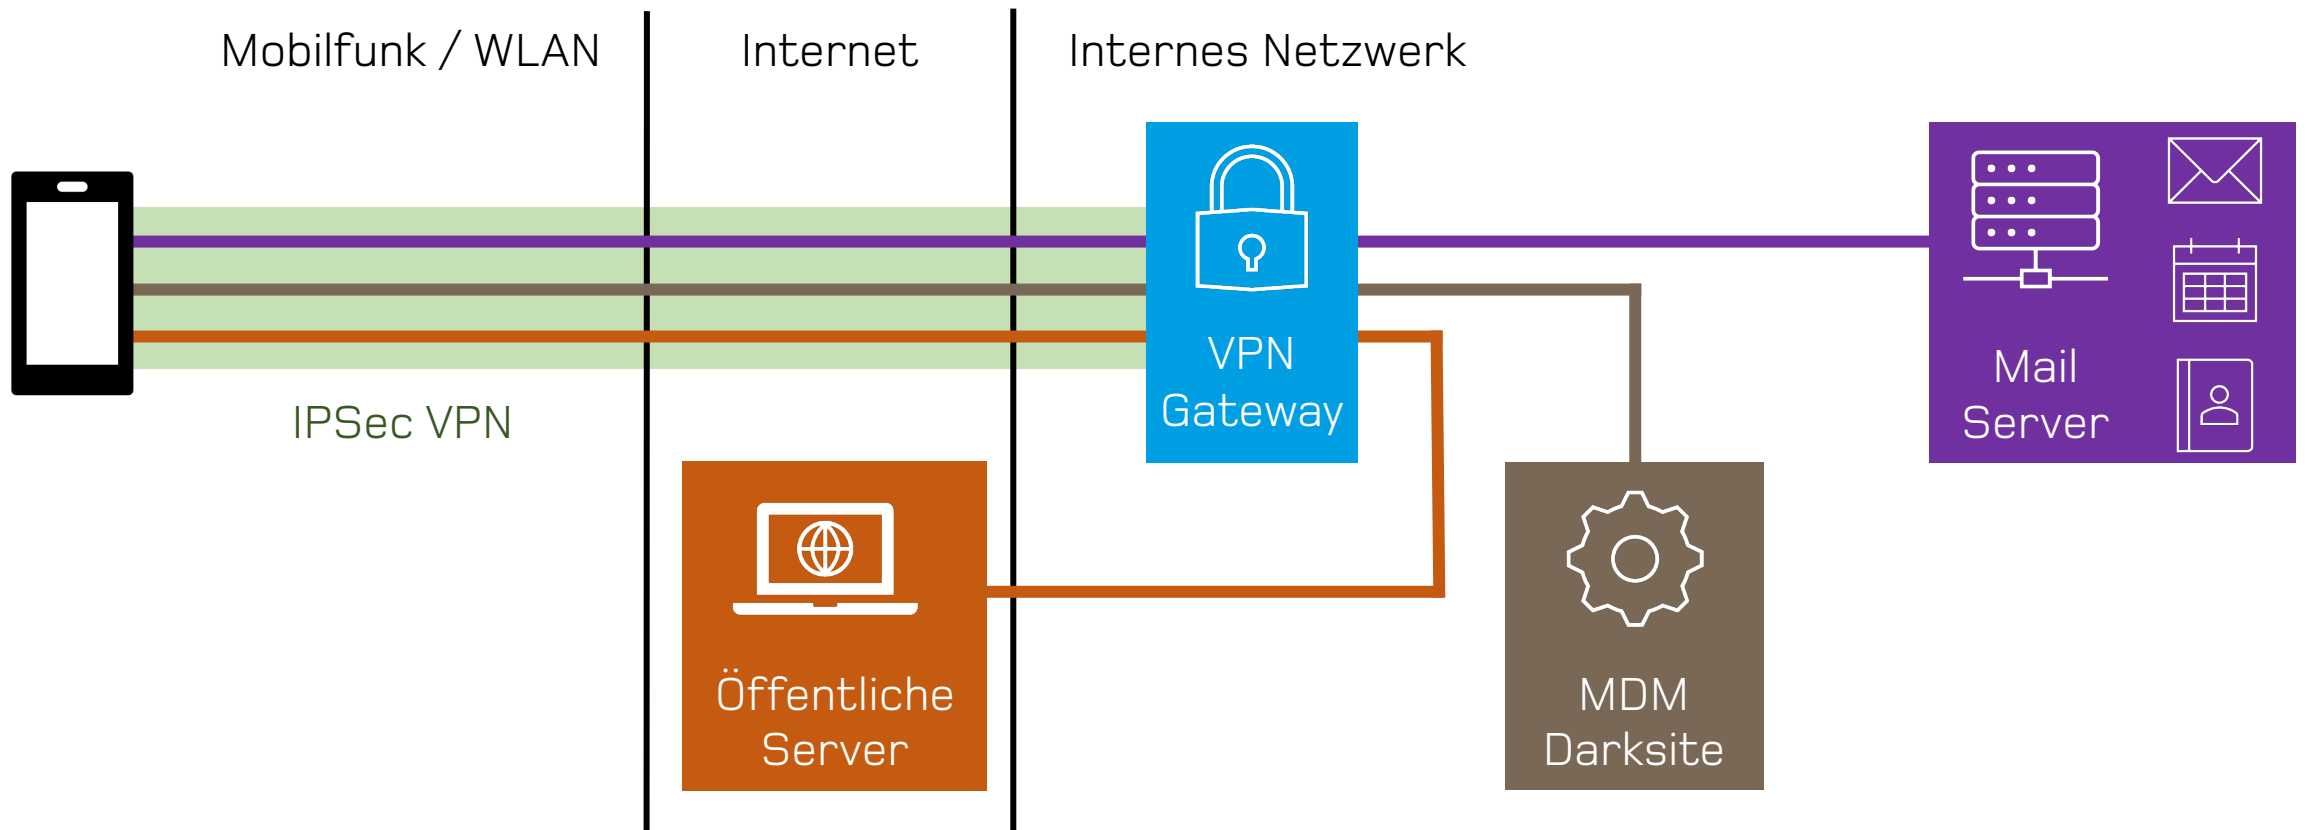 Mobilfunk / WLAN
Internet
Internes Netzwerk
IPSec VPN
VPN
Gateway
Mail
Server
Öffentliche
Server
MDM
Darksite